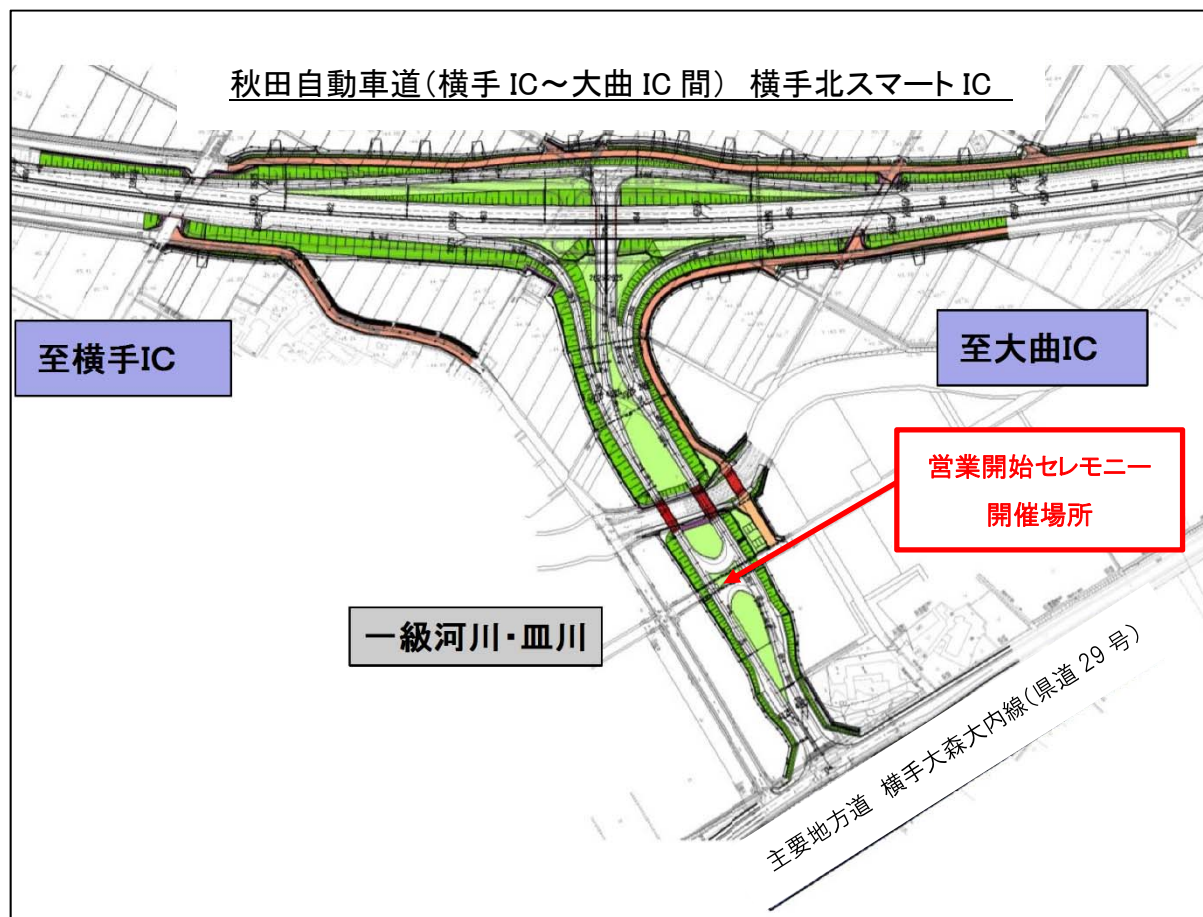 秋田自動車道(横手 IC～大曲 IC 間) 横手北スマート IC
至横手IC
至大曲IC
営業開始セレモニー
開催場所
一級河川・皿川
主要地方道 横手大森大内線(県道 29 号)